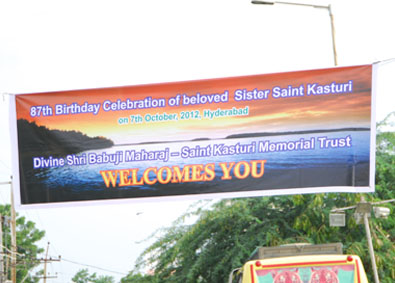 87th Birthday Celebration of beloved Sister Saint Kasturi
on 7th October, 2012, Hyderabad
Divine Shri Babuji Maharaj – Saint Kasturi Memorial Trust
WELCOMES YOU